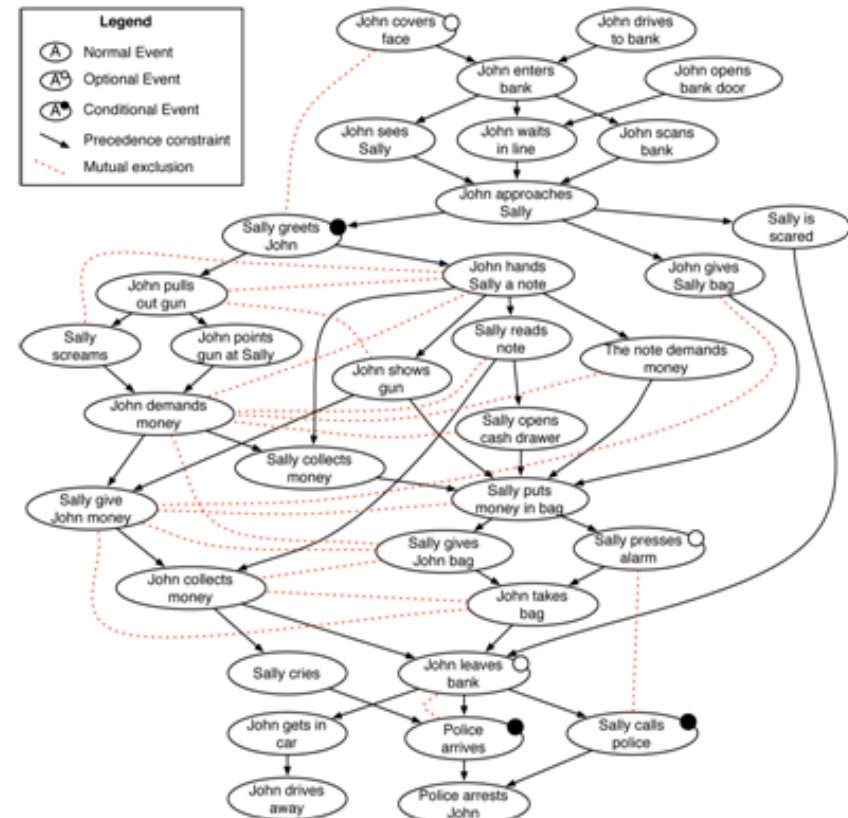 Legend
A Normal Event
A Optional Event
A Conditional Event
Precedence constraint
Mutual exclusion
John covers
face
John drives
to bank
John enters
bank
John opens
bank door
John sees
Sally
John waits
in line
John scans
bank
John approaches
Sally
Sally greets
John
Sally is
scared
John pulls
out gun
John hands
Sally a note
John gives
Sally bag
Sally
screams
John points
gun at Sally
Sally reads
note
The note demands
money
John shows
gun
John demands
money
Sally opens
cash drawer
Sally collects
money
Sally give
John money
Sally puts
money in bag
Sally gives
John bag
Sally presses
alarm
John collects
money
John takes
bag
Sally cries
John leaves
bank
John gets in
car
Police
arrives
Sally calls
police
John drives
away
Police arrests
John